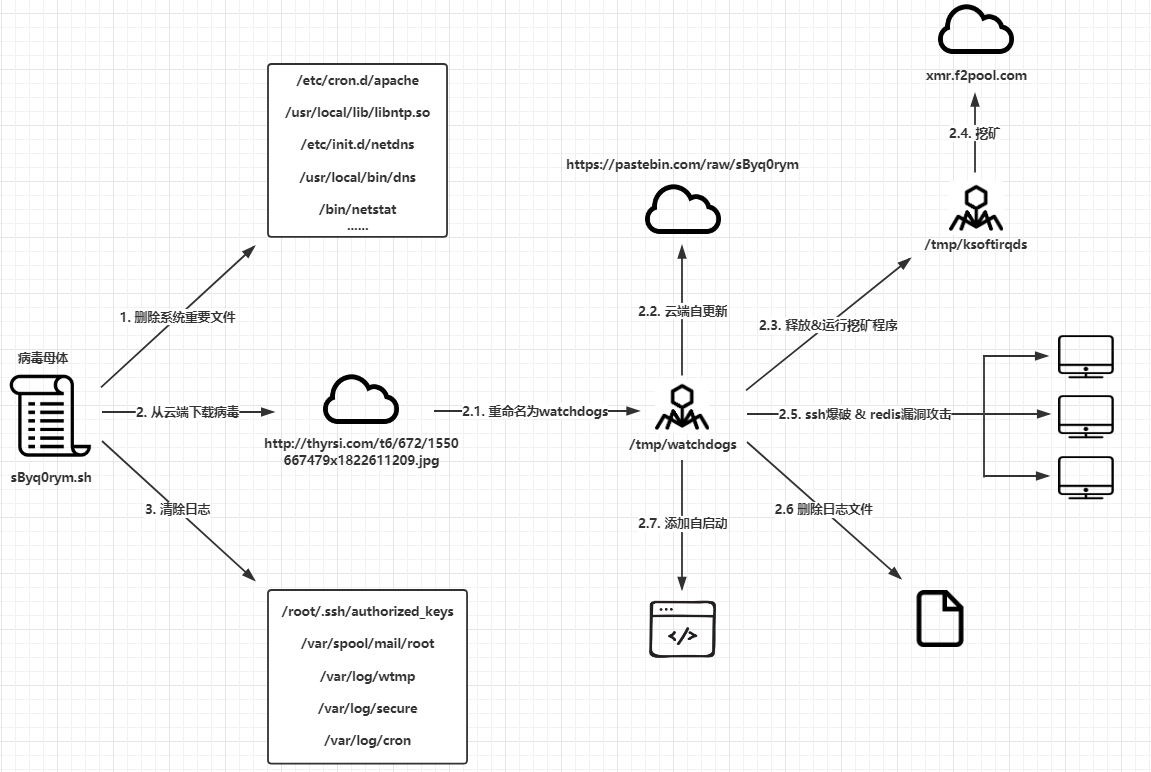 xmr.f2pool.com
/etc/cron.d/apache
/usr/local/lib/libntp.so
/etc/init.d/netdns
/usr/local/bin/dns
/bin/netstat
......
2.4. 挖矿
https://pastebin.com/raw/sByq0rym
/tmp/ksoftirqds
1. 删除系统重要文件
2.2. 云端自更新
2.3. 释放&运行挖矿程序
病毒母体
2. 从云端下载病毒
2.1. 重命名为watchdogs
2.5. ssh爆破 & redis漏洞攻击
http://thyrsi.com/t6/672/1550
667479x1822611209.jpg
/tmp/watchdogs
sByq0rym.sh
3. 清除日志
2.7. 添加自启动
2.6 删除日志文件
/root/.ssh/authorized_keys
/var/spool/mail/root
/var/log/wtmp
/var/log/secure
/var/log/cron